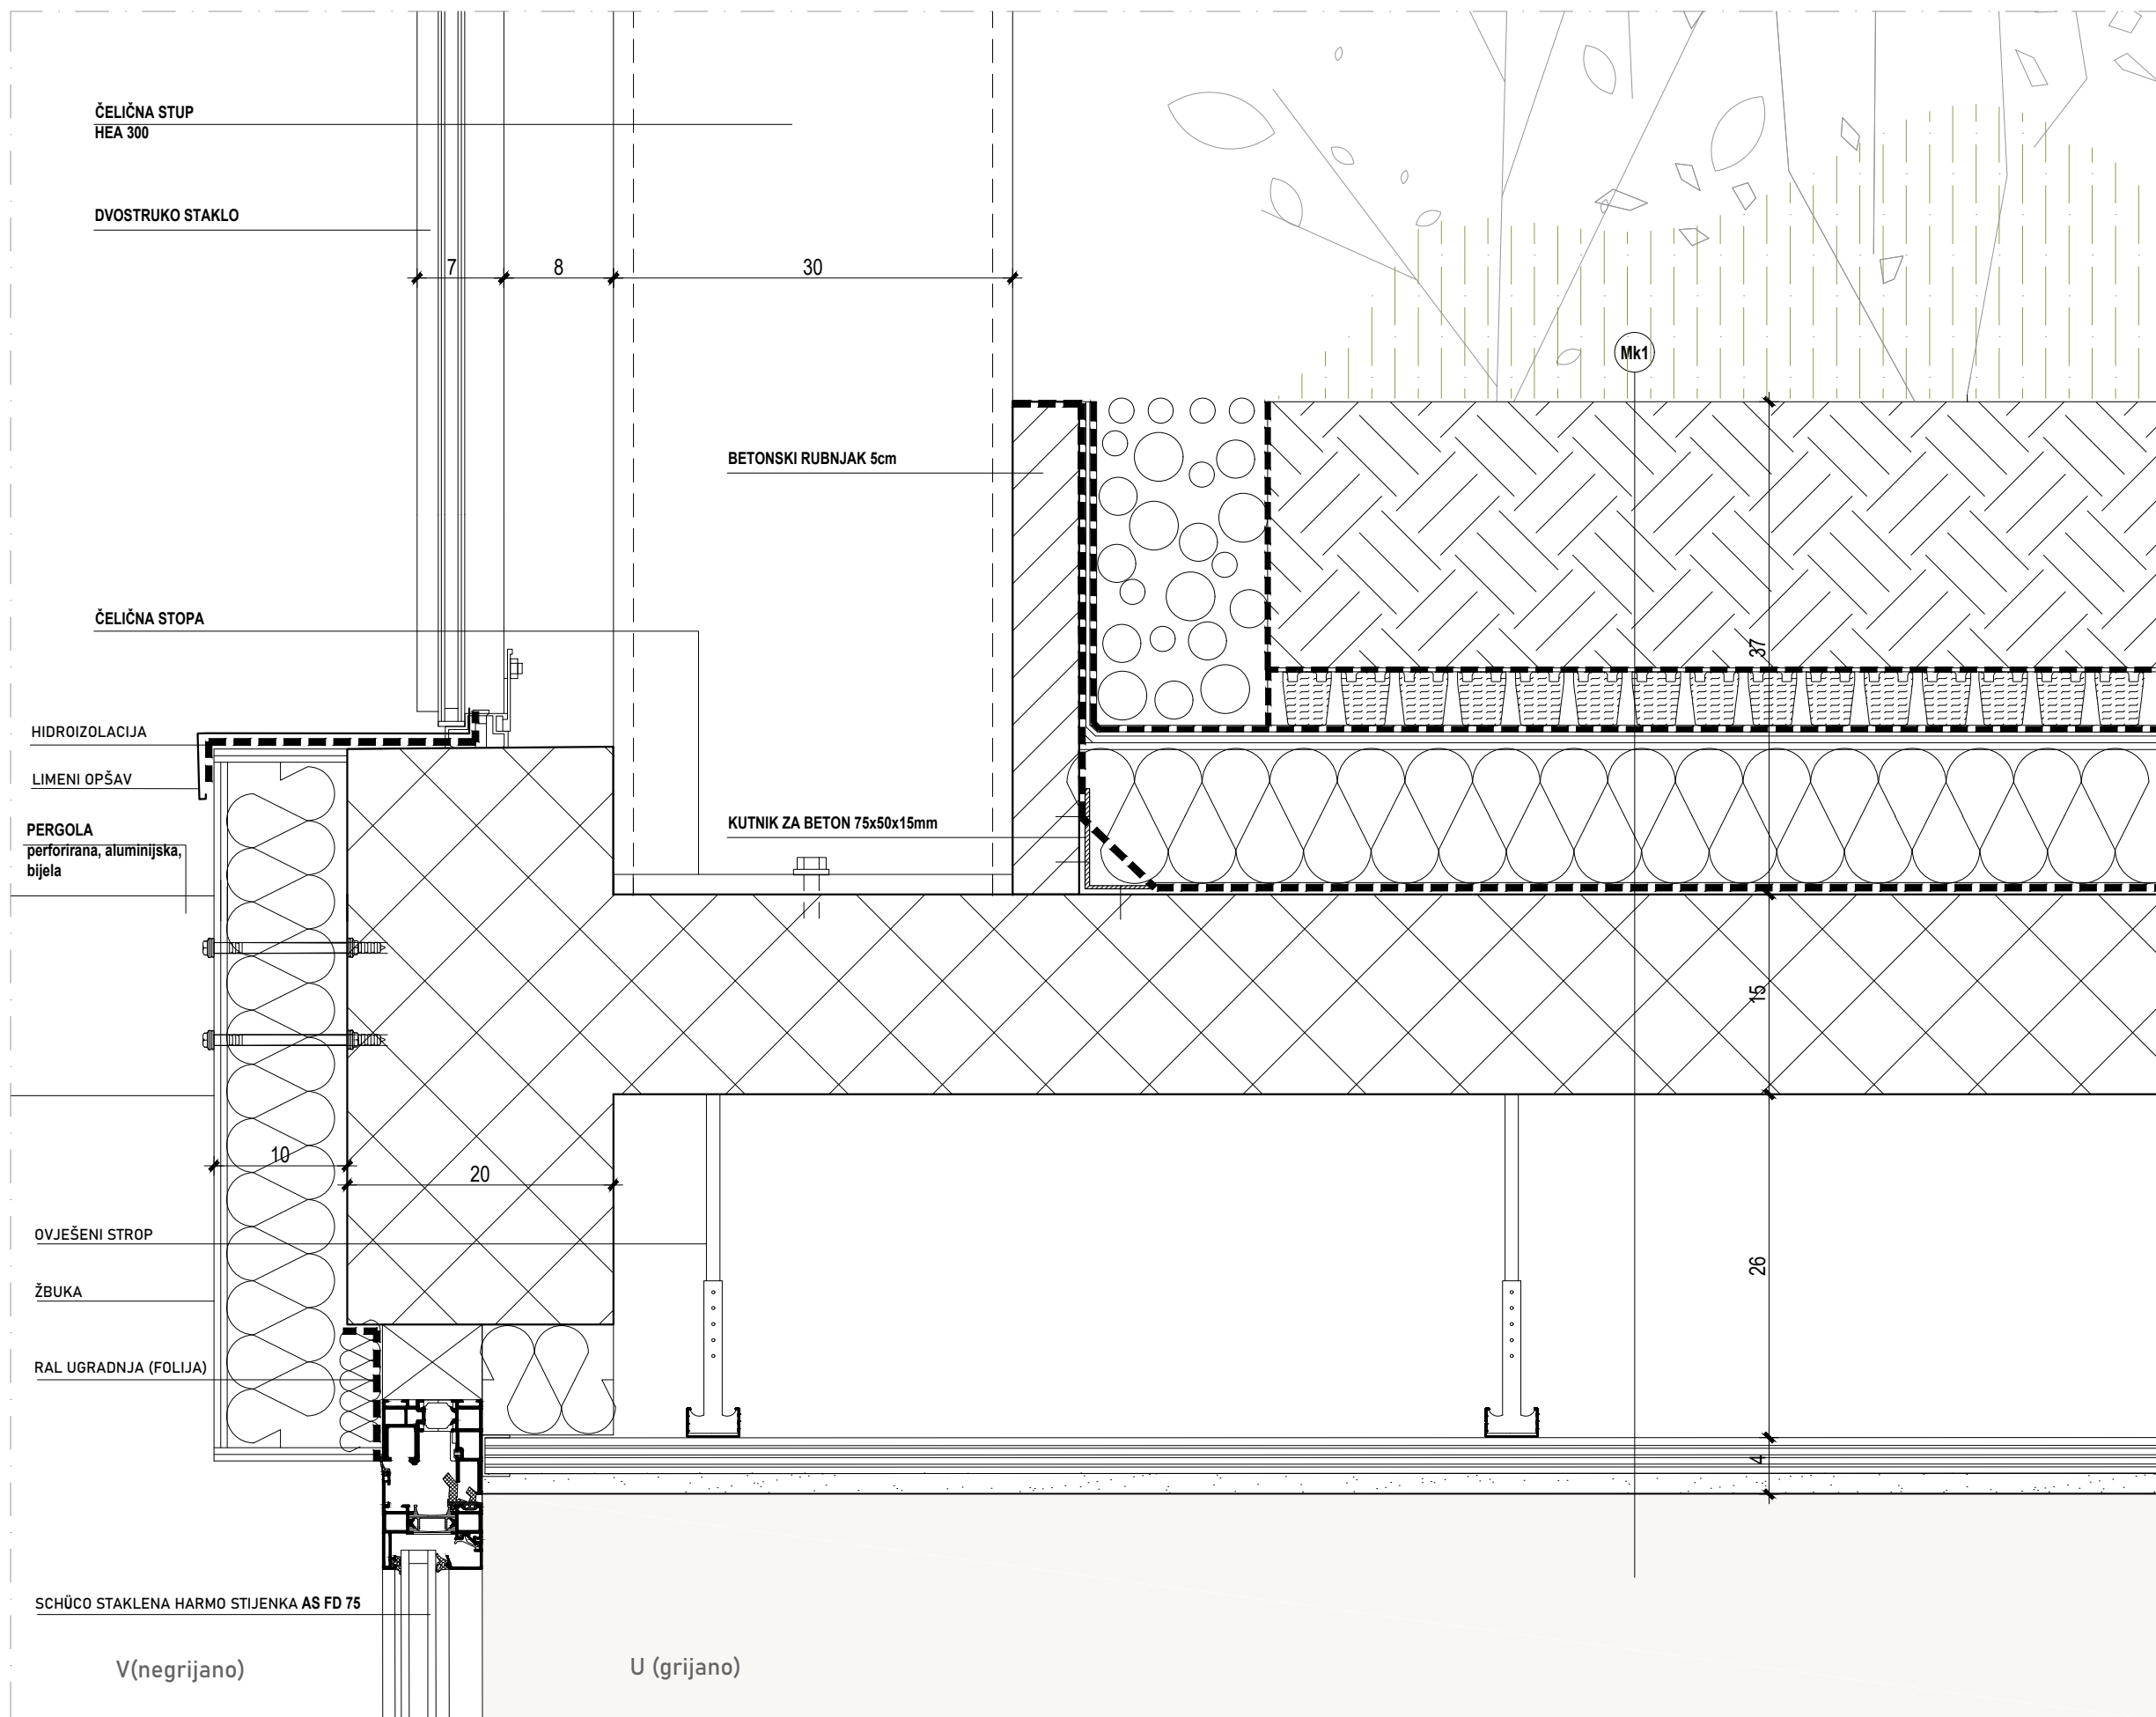 ČELIČNA STUP
HEA 300
DVOSTRUKO STAKLO
7
8
30
Mk1
BETONSKI RUBNJAK 5cm
ČELIČNA STOPA
37
HIDROIZOLACIJA
LIMENI OPŠAV
PERGOLA
perforirana, aluminijska,
bijela
KUTNIK ZA BETON 75x50x15mm
15
10
20
OVJEŠENI STROP
26
ŽBUKA
RAL UGRADNJA (FOLIJA)
4
SCHÜCO STAKLENA HARMO STIJENKA AS FD 75
V(negrijano)
U (grijano)